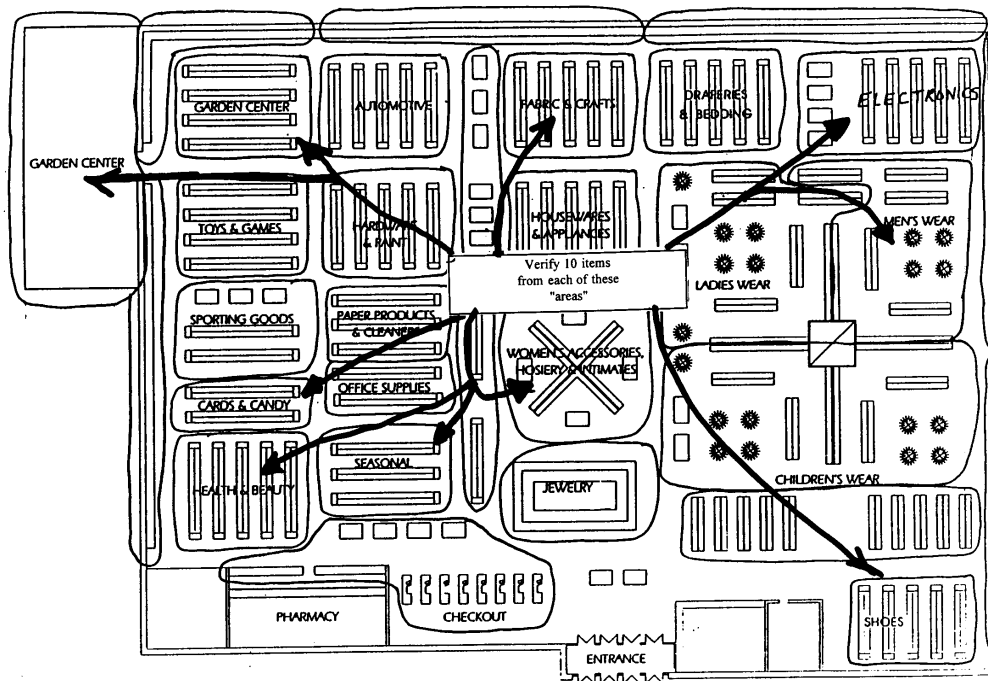 GARDEN CENTER
AUTOMOTIVE
FABRIC & CRAFTS
DRAPERIES
& BEDDING
ELECTRONICS
GARDEN CENTER
TOYS & GAMES
HARDWARE
& PAINT
HOUSEWARES
& APPLIANCES
MEN'S WEAR
LADIES WEAR
Verify 10 items
from each of these
"areas"
SPORTING GOODS
PAPER PRODUCTS
& CLEANERS
WOMEN'S ACCESSORIES,
HOSIERY & INTIMATES
OFFICE SUPPLIES
CARDS & CANDY
SEASONAL
HEALTH & BEAUTY
JEWELRY
CHILDREN'S WEAR
PHARMACY
CHECKOUT
SHOES
ENTRANCE